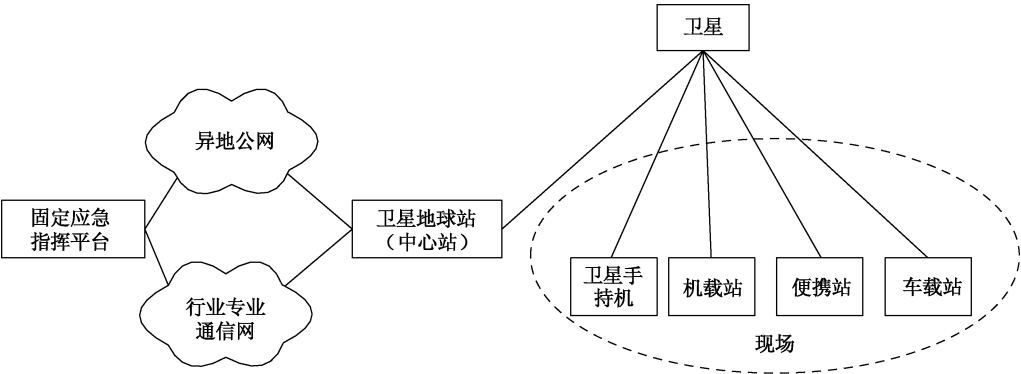 卫星
异地公网
固定应急
指挥平台
卫星地球站
（中心站）
行业专业
通信网
卫星手
持机
机载站
便携站
车载站
现场